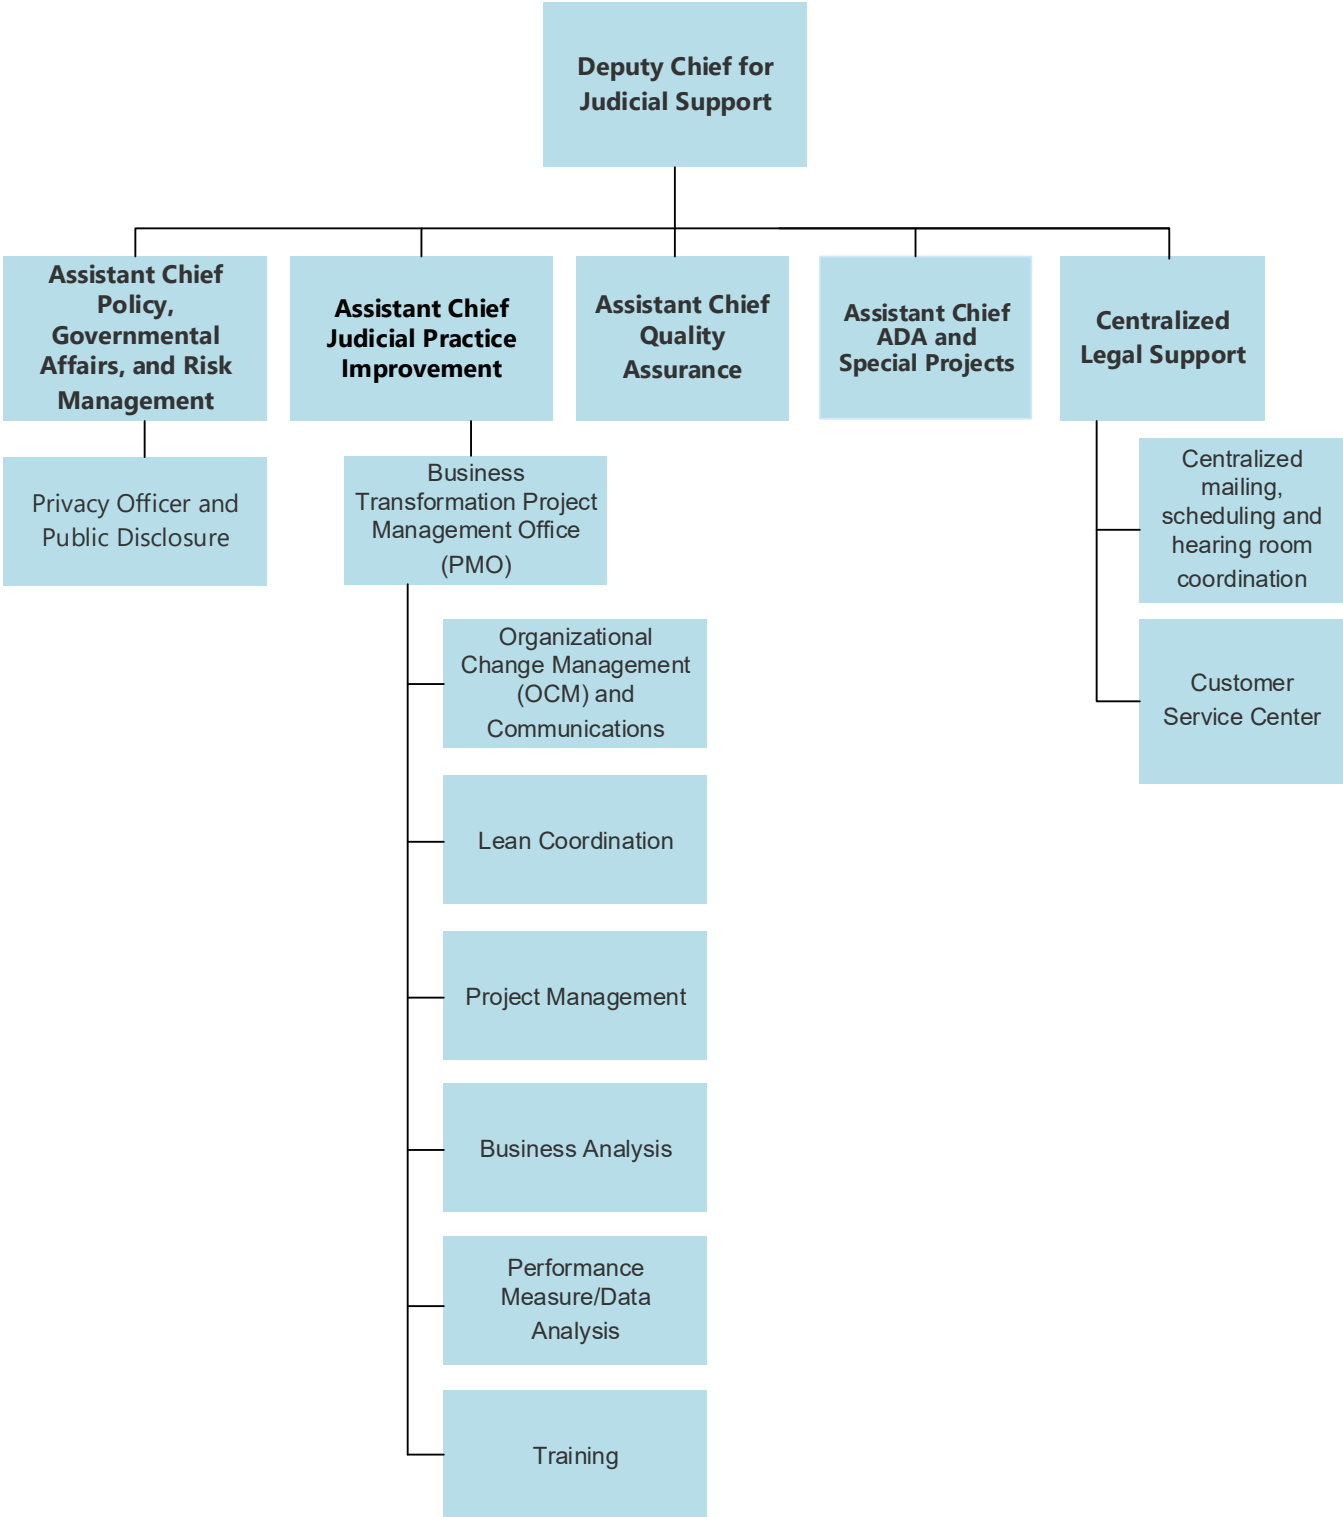 Deputy Chief for
Judicial Support
Assistant Chief
Policy,
Governmental
Affairs, and Risk
Management
Assistant Chief
Judicial Practice
Improvement
Assistant Chief
Quality
Assurance
Assistant Chief
ADA and
Special Projects
Centralized
Legal Support
Privacy Officer and
Public Disclosure
Business
Transformation Project
Management Office
(PMO)
Centralized
mailing,
scheduling and
hearing room
coordination
Organizational
Change Management
(OCM) and
Communications
Customer
Service Center
Lean Coordination
Project Management
Business Analysis
Performance
Measure/Data
Analysis
Training